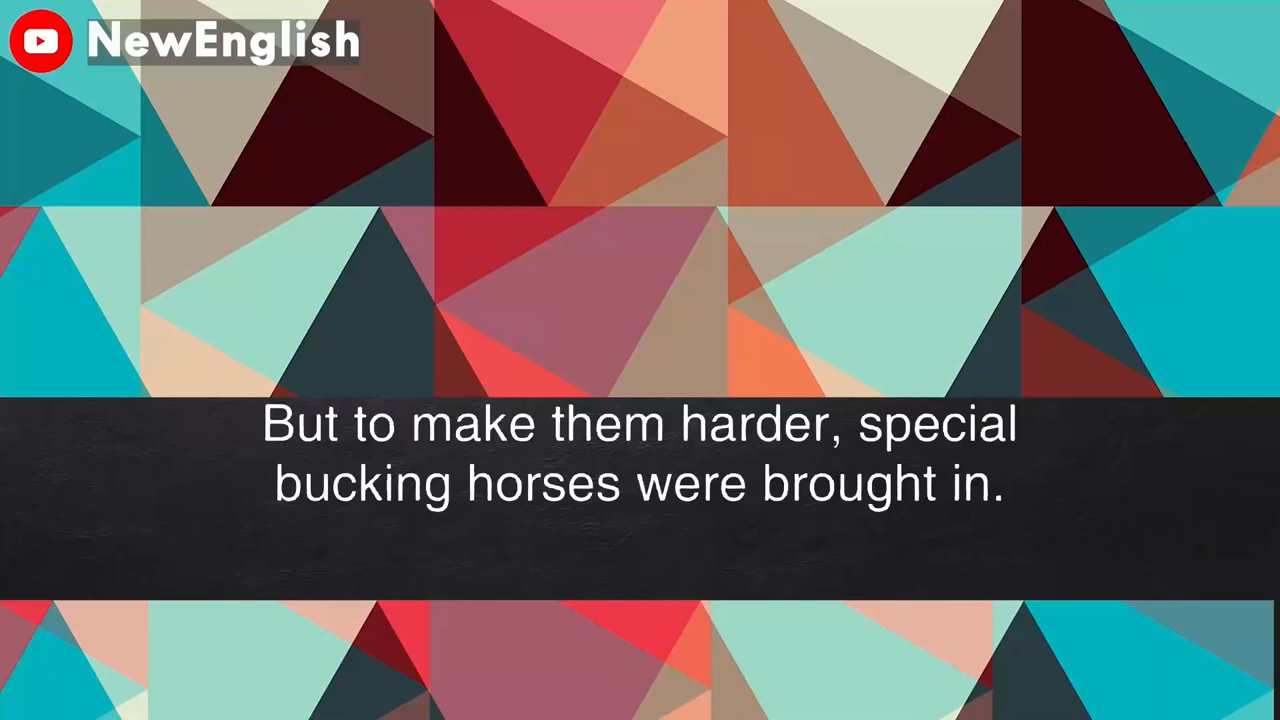 NewEnglish
But to make them harder, special
bucking horses were brought in.